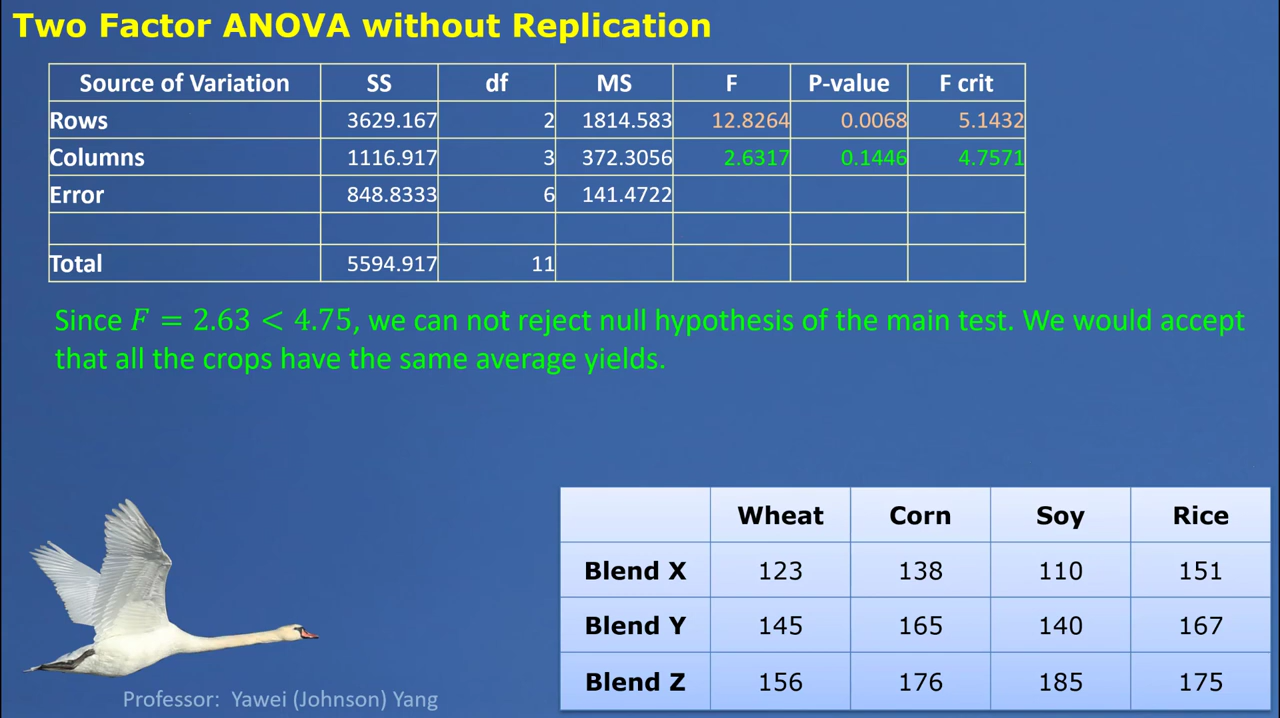 Two Factor ANOVA without Replication
Source of Variation SS df MS F P-value F crit
Rows 3629.167 2 1814.583 12.8264 0.0068 5.1432
Columns 1116.917 3 372.3056 2.6317 0.1446 4.7571
Error 848.8333 6 141.4722
Total 5594.917 11
Since F = 2.63 < 4.75, we can not reject null hypothesis of the main test. We would accept
that all the crops have the same average yields.
Wheat Corn Soy Rice
Blend X 123 138 110 151
Blend Y 145 165 140 167
Blend Z 156 176 185 175
Professor: Yawei (Johnson) Yang